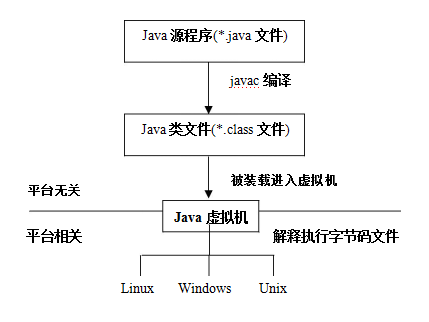 Java 源程序(*.java 文件)
javac 编译
Java 类文件(*.class 文件)
被装载进入虚拟机
平台无关
Java 虚拟机
平台相关
解释执行字节码文件
Linux
Windows
Unix